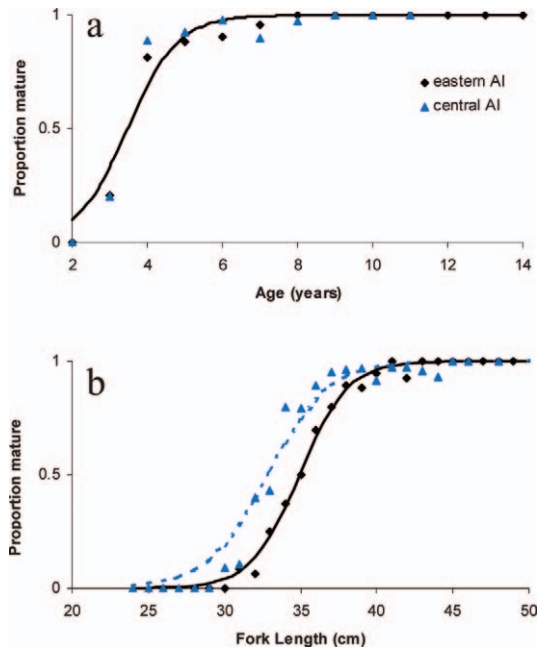 a
1
0.5
0
Proportion mature
eastern AI
central AI
2 4 6 8 10 12 14
Age (years)
b
1
0.5
0
Proportion mature
20 25 30 35 40 45 50
Fork Length (cm)